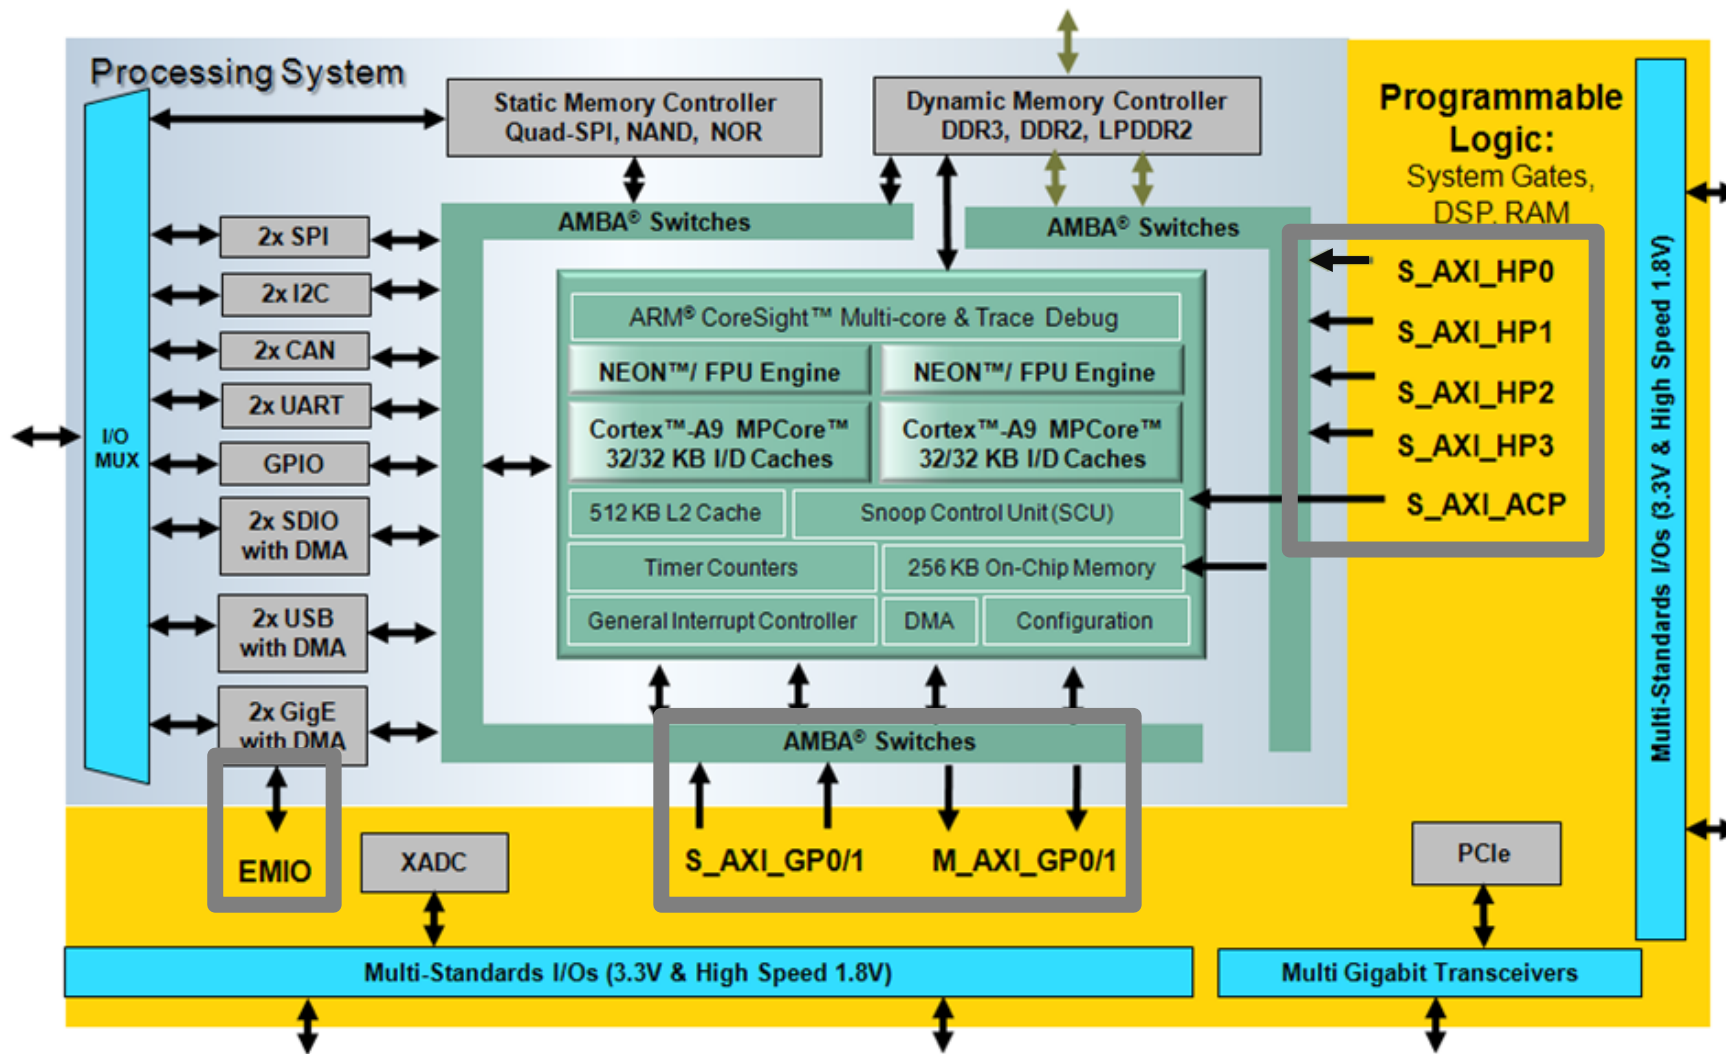 Processing System
Static Memory Controller
Quad-SPI, NAND, NOR
Dynamic Memory Controller
DDR3, DDR2, LPDDR2
Programmable
Logic:
System Gates,
DSP, RAM
AMBA® Switches
AMBA® Switches
I/O
MUX
2x SPI
2x I2C
2x CAN
2x UART
GPIO
2x SDIO
with DMA
2x USB
with DMA
2x GigE
with DMA
ARM® CoreSight™ Multi-core & Trace Debug
NEON™/ FPU Engine
NEON™/ FPU Engine
Cortex™-A9 MPCore™
32/32 KB I/D Caches
Cortex™-A9 MPCore™
32/32 KB I/D Caches
512 KB L2 Cache
Snoop Control Unit (SCU)
Timer Counters
256 KB On-Chip Memory
General Interrupt Controller
DMA
Configuration
AMBA® Switches
S_AXI_HP0
S_AXI_HP1
S_AXI_HP2
S_AXI_HP3
S_AXI_ACP
Multi-Standards I/Os (3.3V & High Speed 1.8V)
EMIO
XADC
S_AXI_GP0/1
M_AXI_GP0/1
PCIe
Multi-Standards I/Os (3.3V & High Speed 1.8V)
Multi Gigabit Transceivers